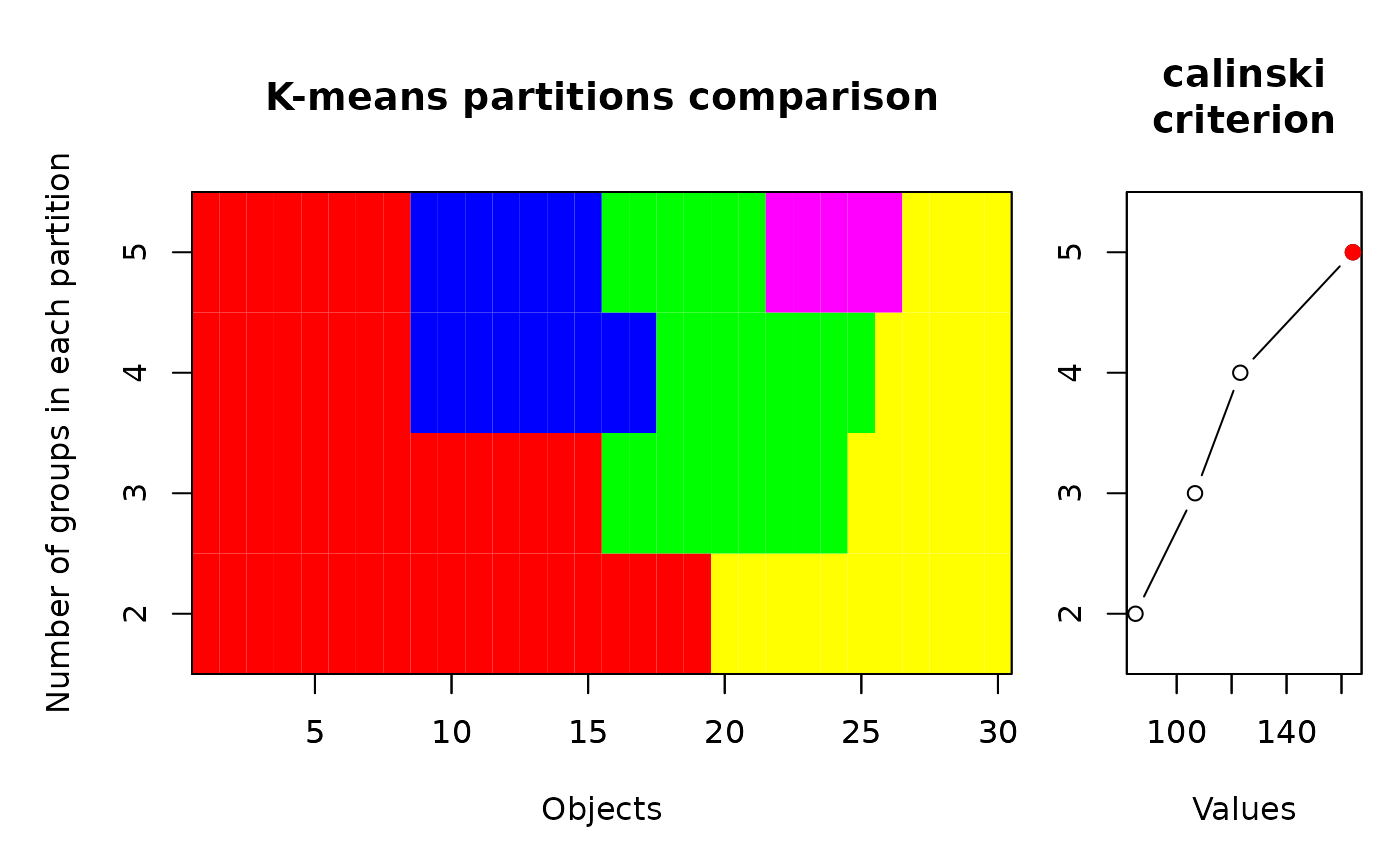 K-means partitions comparison
calinski
criterion
Number of groups in each partition
5
4
3
2
5
10
15
20
25
30
Objects
5
4
3
2
100
140
Values